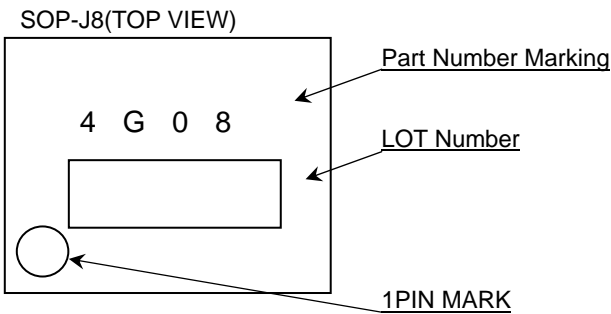 SOP-J8(TOP VIEW)
Part Number Marking
4 G 0 8
LOT Number
1PIN MARK